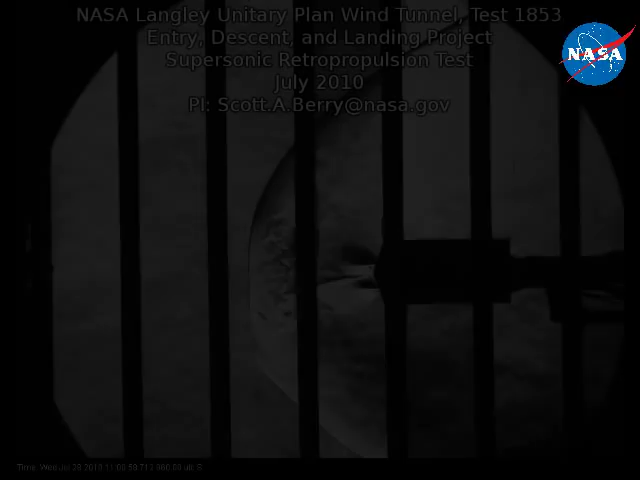 NASA Langley Unitary Plan Wind Tunnel, Test 1853
Entry, Descent, and Landing Project
Supersonic Retropropulsion Test
July 2010
PI: Scott.A.Berry@nasa.gov
NASA